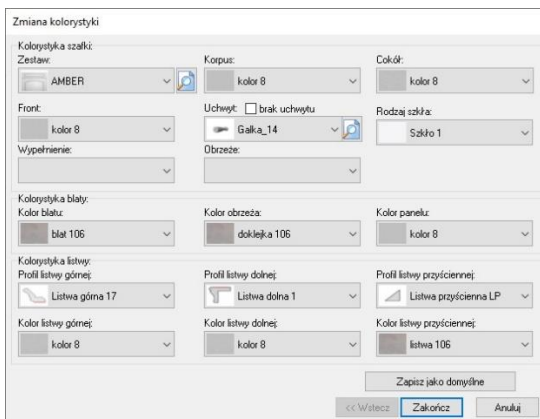 Zmiana kolorystyki
Kolorystyka szafki:
Zestaw:
Korpus:
Cokół:
AMBER
kolor 8
kolor 8
Front:
Uchwyt:
brak uchwytu
Rodzaj szkła:
kolor 8
Gałka_14
Szkło 1
Wypełnienie:
Obrzeże:
Kolorystyka blaty:
Kolor blatu:
Kolor obrzeża:
Kolor panelu:
blat 106
doklejka 106
kolor 8
Kolorystyka listwy:
Profil listwy górnej:
Profil listwy dolnej:
Profil listwy przyściennej:
Listwa górna 17
Listwa dolna 1
Listwa przyścienna LP
Kolor listwy górnej:
Kolor listwy dolnej:
Kolor listwy przyściennej:
kolor 8
kolor 8
listwa 106
Zapisz jako domyślne
<< Wstecz
Zakończ
Anuluj